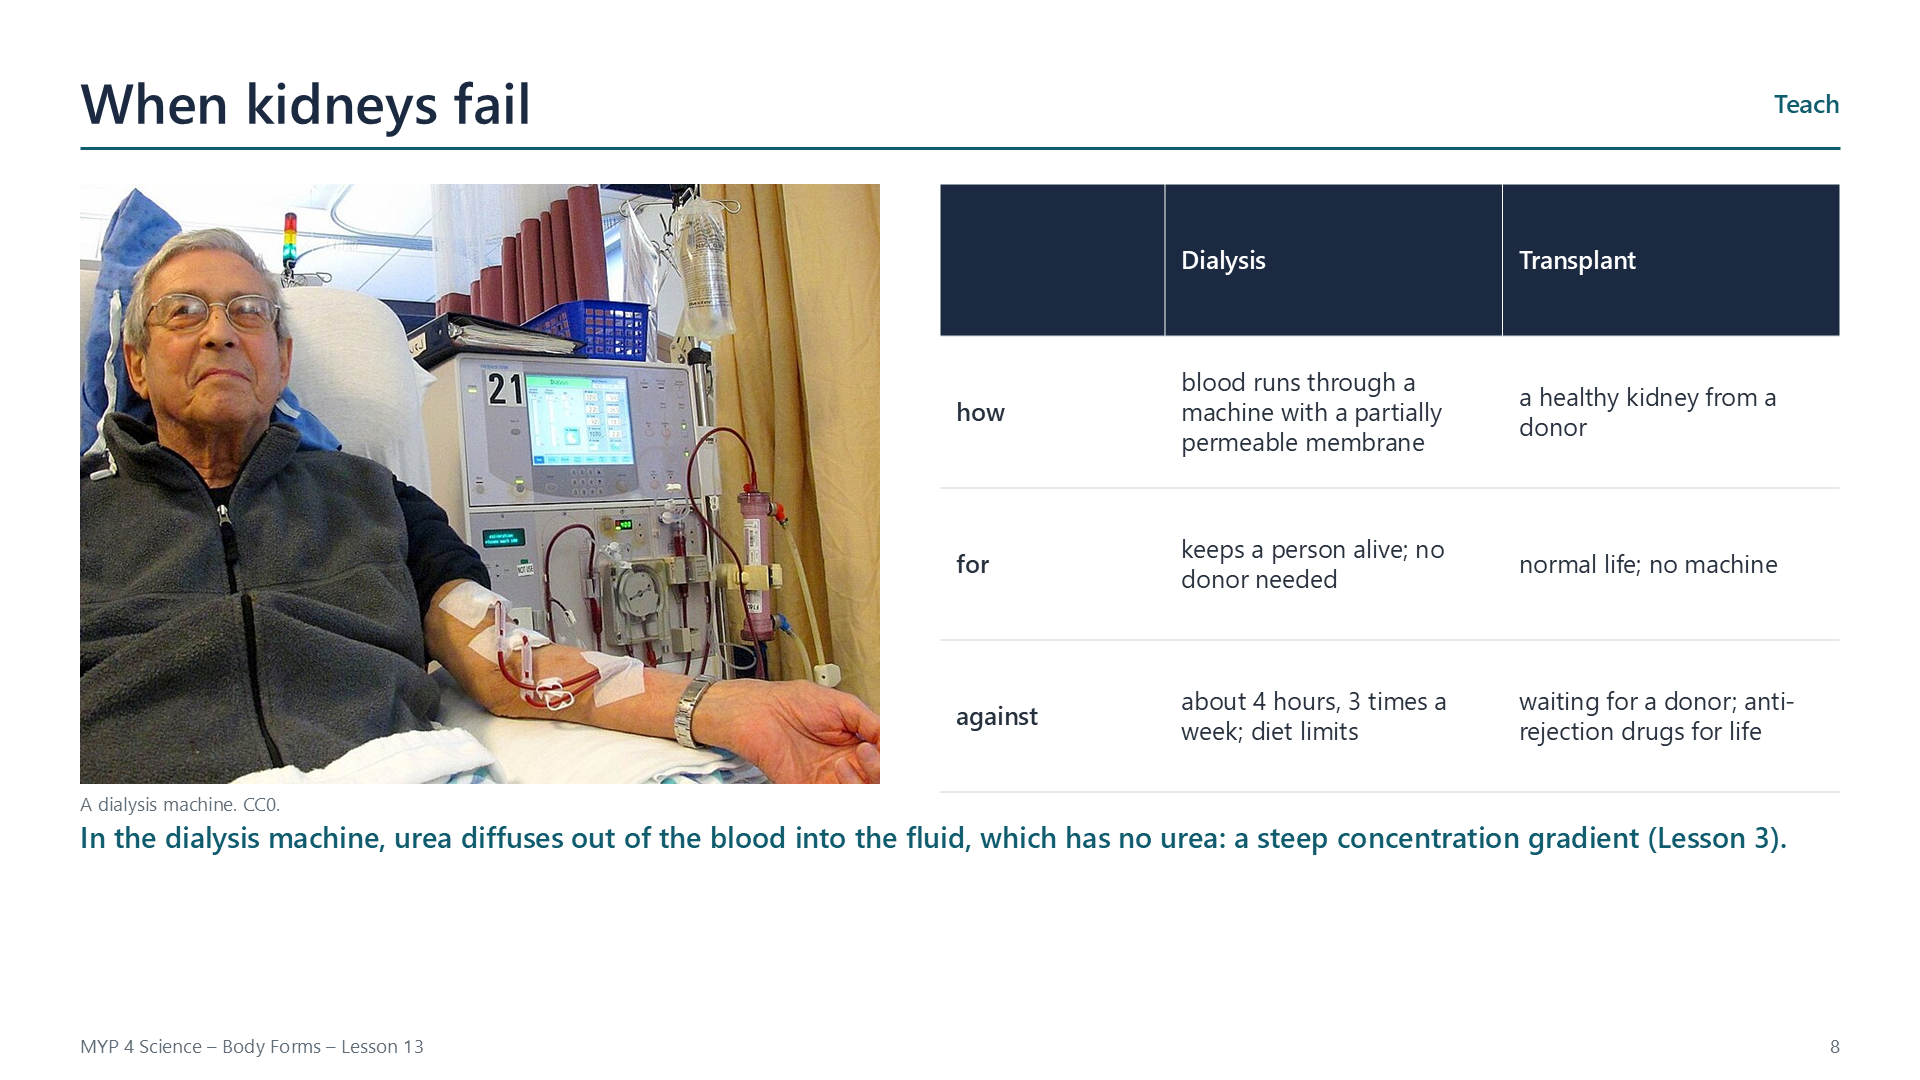 When kidneys fail
Teach
21
NOT USE
Dialysis
Transplant
how
blood runs through a
machine with a partially
permeable membrane
a healthy kidney from a
donor
for
keeps a person alive; no
donor needed
normal life; no machine
against
about 4 hours, 3 times a
week; diet limits
waiting for a donor; anti-
rejection drugs for life
A dialysis machine. CC0.
In the dialysis machine, urea diffuses out of the blood into the fluid, which has no urea: a steep concentration gradient (Lesson 3).
MYP 4 Science – Body Forms – Lesson 13
8